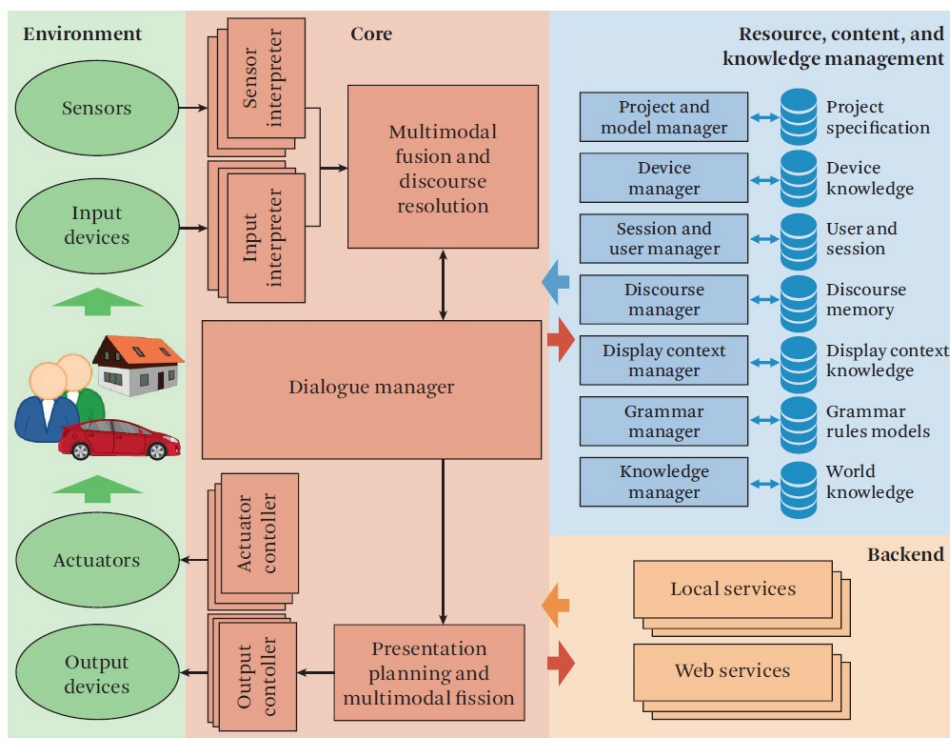 Environment
Sensors
Input
devices
Actuators
Output
devices
Core
Sensor
interpreter
Input
interpreter
Multimodal
fusion and
discourse
resolution
Dialogue manager
Actuator
contoller
Output
contoller
Presentation
planning and
multimodal fission
Resource, content, and
knowledge management
Project and
model manager
Project
specification
Device
manager
Device
knowledge
Session and
user manager
User and
session
Discourse
manager
Discourse
memory
Display context
manager
Display context
knowledge
Grammar
manager
Grammar
rules models
Knowledge
manager
World
knowledge
Backend
Local services
Web services